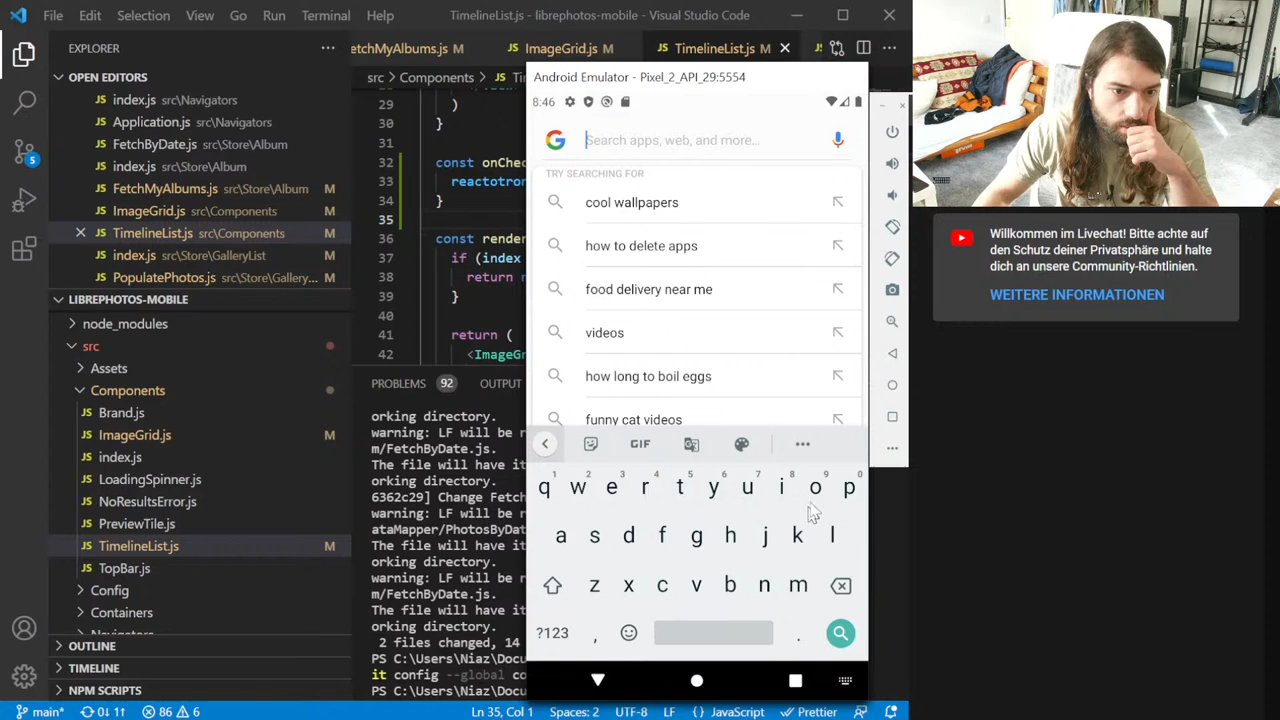 File Edit Selection View Go Run Terminal Help TimelineList.js - librephotos-mobile - Visual Studio Code
EXPLORER
OPEN EDITORS
index.js src\Navigators
Application.js src\Navigators
FetchByDate.js src\Album
index.js src\Store\Album
FetchMyAlbums.js src\Store\Album M
ImageGrid.js src\Components M
TimelineList.js src\Components M
index.js src\Store\GalleryList
PopulatePhotos.js src\Store\Gallery... M
LIBREPHOTOS-MOBILE
node_modules
src
Assets
Components
Brand.js
ImageGrid.js M
index.js
LoadingSpinner.js
NoResultsError.js
PreviewTile.js
TimelineList.js M
TopBar.js
Config
Containers
OUTLINE
TIMELINE
NPM SCRIPTS
etchMyAlbums.js M ImageGrid.js M TimelineList.js M
src > Components >
29
30 }
31
32 const onChec
33 reactotron
34 }
35
36 const render
37 if (index
38 return n
39 }
40
41 return (
42 <ImageGr
PROBLEMS 92 OUTPUT
orking directory.
warning: LF will be r
m/FetchByDate.js.
The file will have it
orking directory.
6362c29] Change Fetch
warning: LF will be r
ataMapper/PhotosByDat
The file will have it
orking directory.
warning: LF will be r
m/FetchByDate.js.
The file will have it
orking directory.
2 files changed, 14
PS C:\Users\Niaz\Docu
it config --global co
PS C:\Users\Niaz\Docu
Android Emulator - Pixel_2_API_29:5554
8:46
Search apps, web, and more...
TRY SEARCHING FOR
cool wallpapers
how to delete apps
food delivery near me
videos
how long to boil eggs
funny cat videos
GIF
1 2 3 4 5 6 7 8 9 0
q w e r t y u i o p
a s d f g h j k l
z x c v b n m
?123 , .
Willkommen im Livechat! Bitte achte auf
den Schutz deiner Privatsphäre und halte
dich an unsere Community-Richtlinien.
WEITERE INFORMATIONEN
5
main* 0↓ 1↑ 86 6 Ln 35, Col 1 Spaces: 2 UTF-8 LF {} JavaScript Prettier